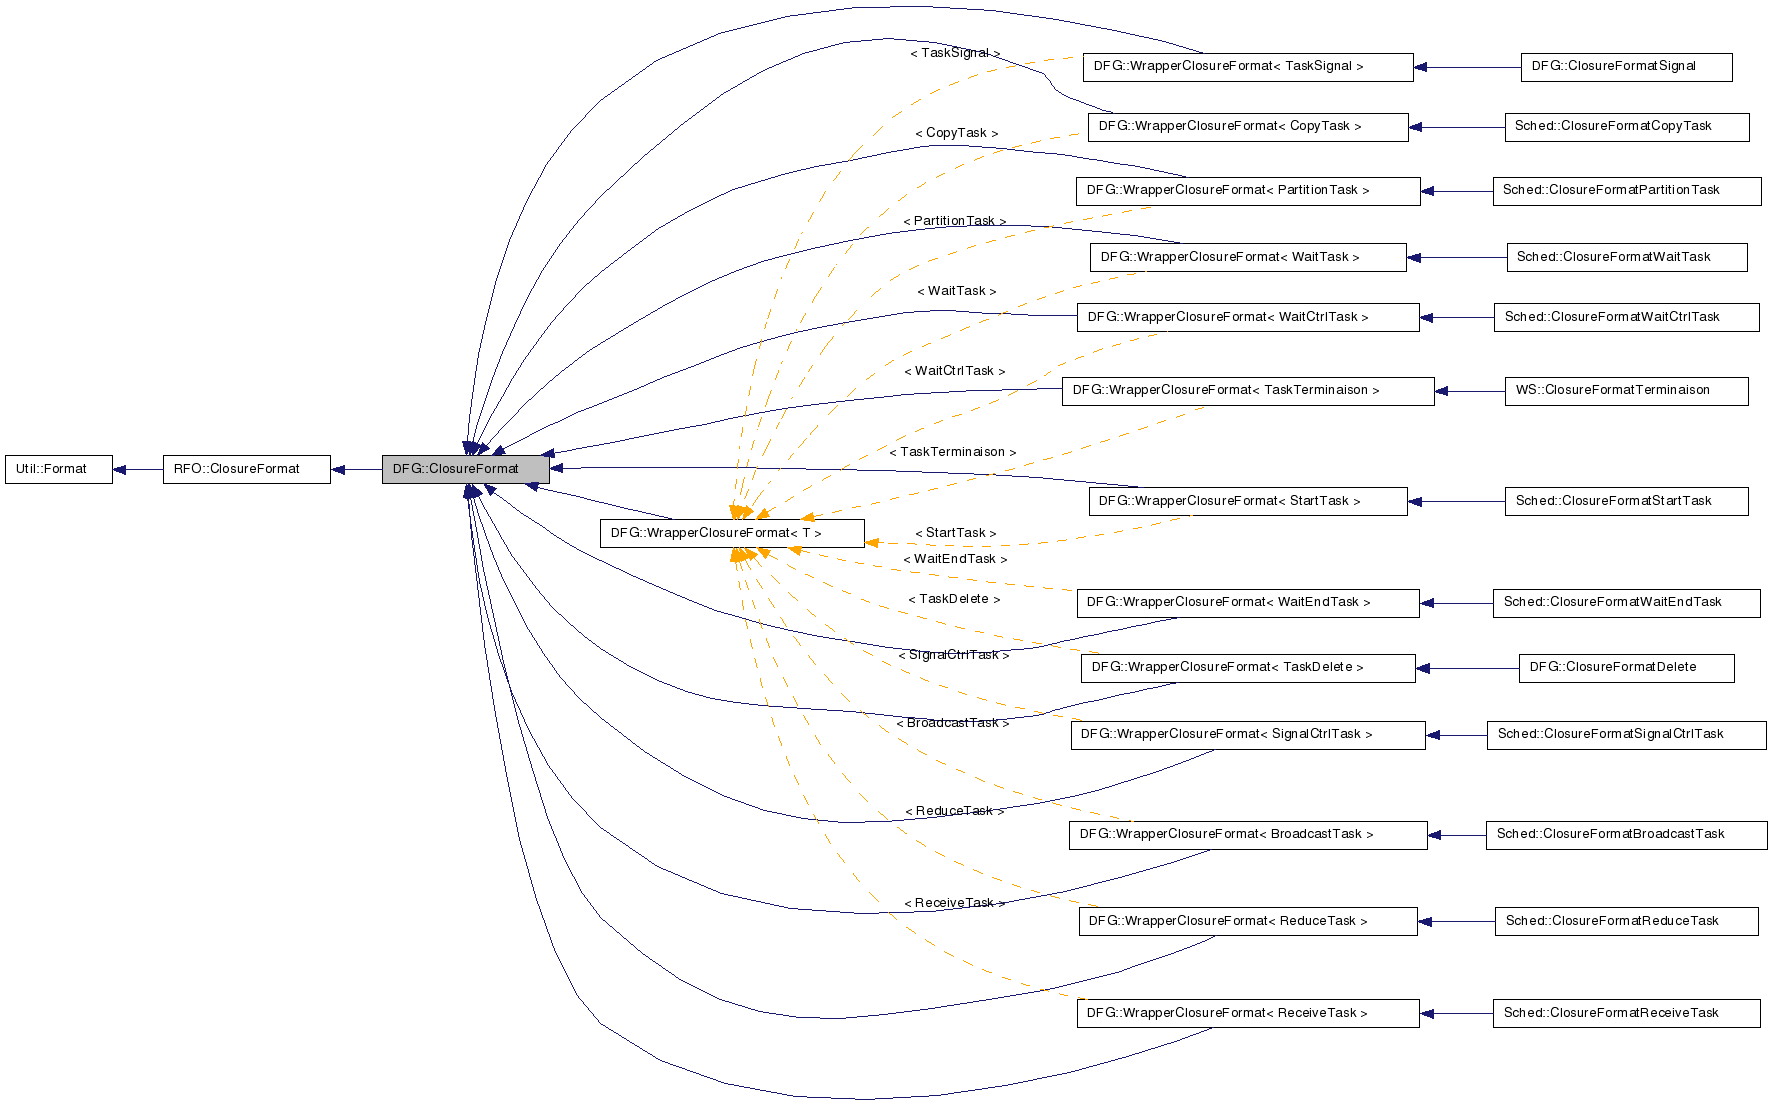 < TaskSignal >
DFG::WrapperClosureFormat< TaskSignal >
DFG::ClosureFormatSignal
< CopyTask >
DFG::WrapperClosureFormat< CopyTask >
Sched::ClosureFormatCopyTask
DFG::WrapperClosureFormat< PartitionTask >
Sched::ClosureFormatPartitionTask
< PartitionTask >
DFG::WrapperClosureFormat< WaitTask >
Sched::ClosureFormatWaitTask
< WaitTask >
DFG::WrapperClosureFormat< WaitCtrlTask >
Sched::ClosureFormatWaitCtrlTask
< WaitCtrlTask >
DFG::WrapperClosureFormat< TaskTerminaison >
WS::ClosureFormatTerminaison
< TaskTerminaison >
Util::Format
RFO::ClosureFormat
DFG::ClosureFormat
DFG::WrapperClosureFormat< StartTask >
Sched::ClosureFormatStartTask
DFG::WrapperClosureFormat< T >
< StartTask >
< WaitEndTask >
< TaskDelete >
DFG::WrapperClosureFormat< WaitEndTask >
Sched::ClosureFormatWaitEndTask
< SignalCtrlTask >
DFG::WrapperClosureFormat< TaskDelete >
DFG::ClosureFormatDelete
< BroadcastTask >
DFG::WrapperClosureFormat< SignalCtrlTask >
Sched::ClosureFormatSignalCtrlTask
< ReduceTask >
DFG::WrapperClosureFormat< BroadcastTask >
Sched::ClosureFormatBroadcastTask
< ReceiveTask >
DFG::WrapperClosureFormat< ReduceTask >
Sched::ClosureFormatReduceTask
DFG::WrapperClosureFormat< ReceiveTask >
Sched::ClosureFormatReceiveTask